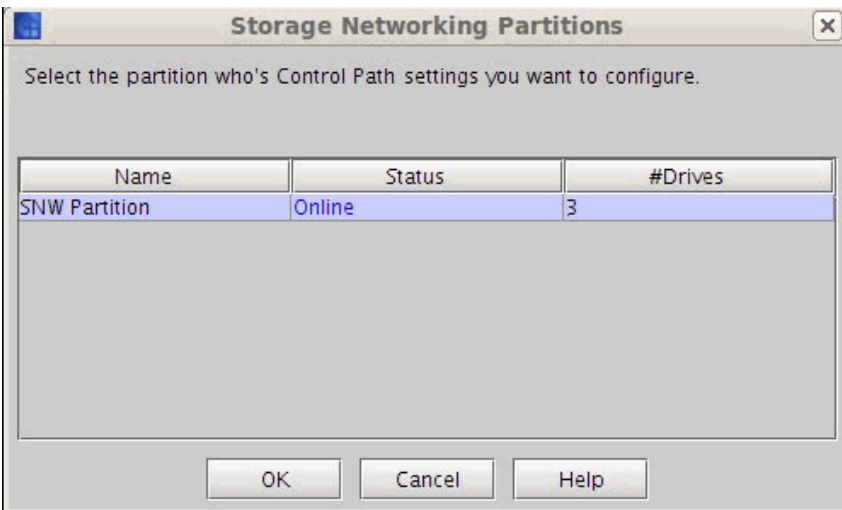 Storage Networking Partitions
Select the partition who's Control Path settings you want to configure.
Name Status #Drives
SNW Partition Online 3
OK Cancel Help